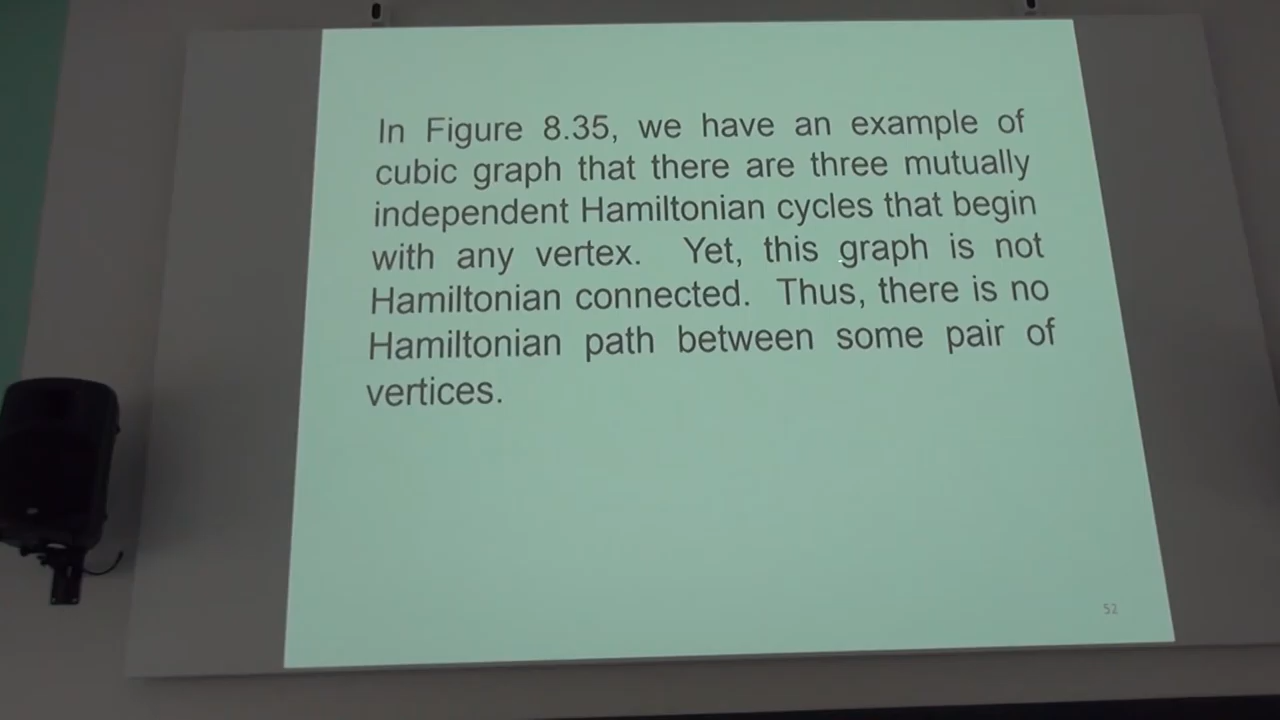 In Figure 8.35, we have an example of
cubic graph that there are three mutually
independent Hamiltonian cycles that begin
with any vertex. Yet, this graph is not
Hamiltonian connected. Thus, there is no
Hamiltonian path between some pair of
vertices.
52